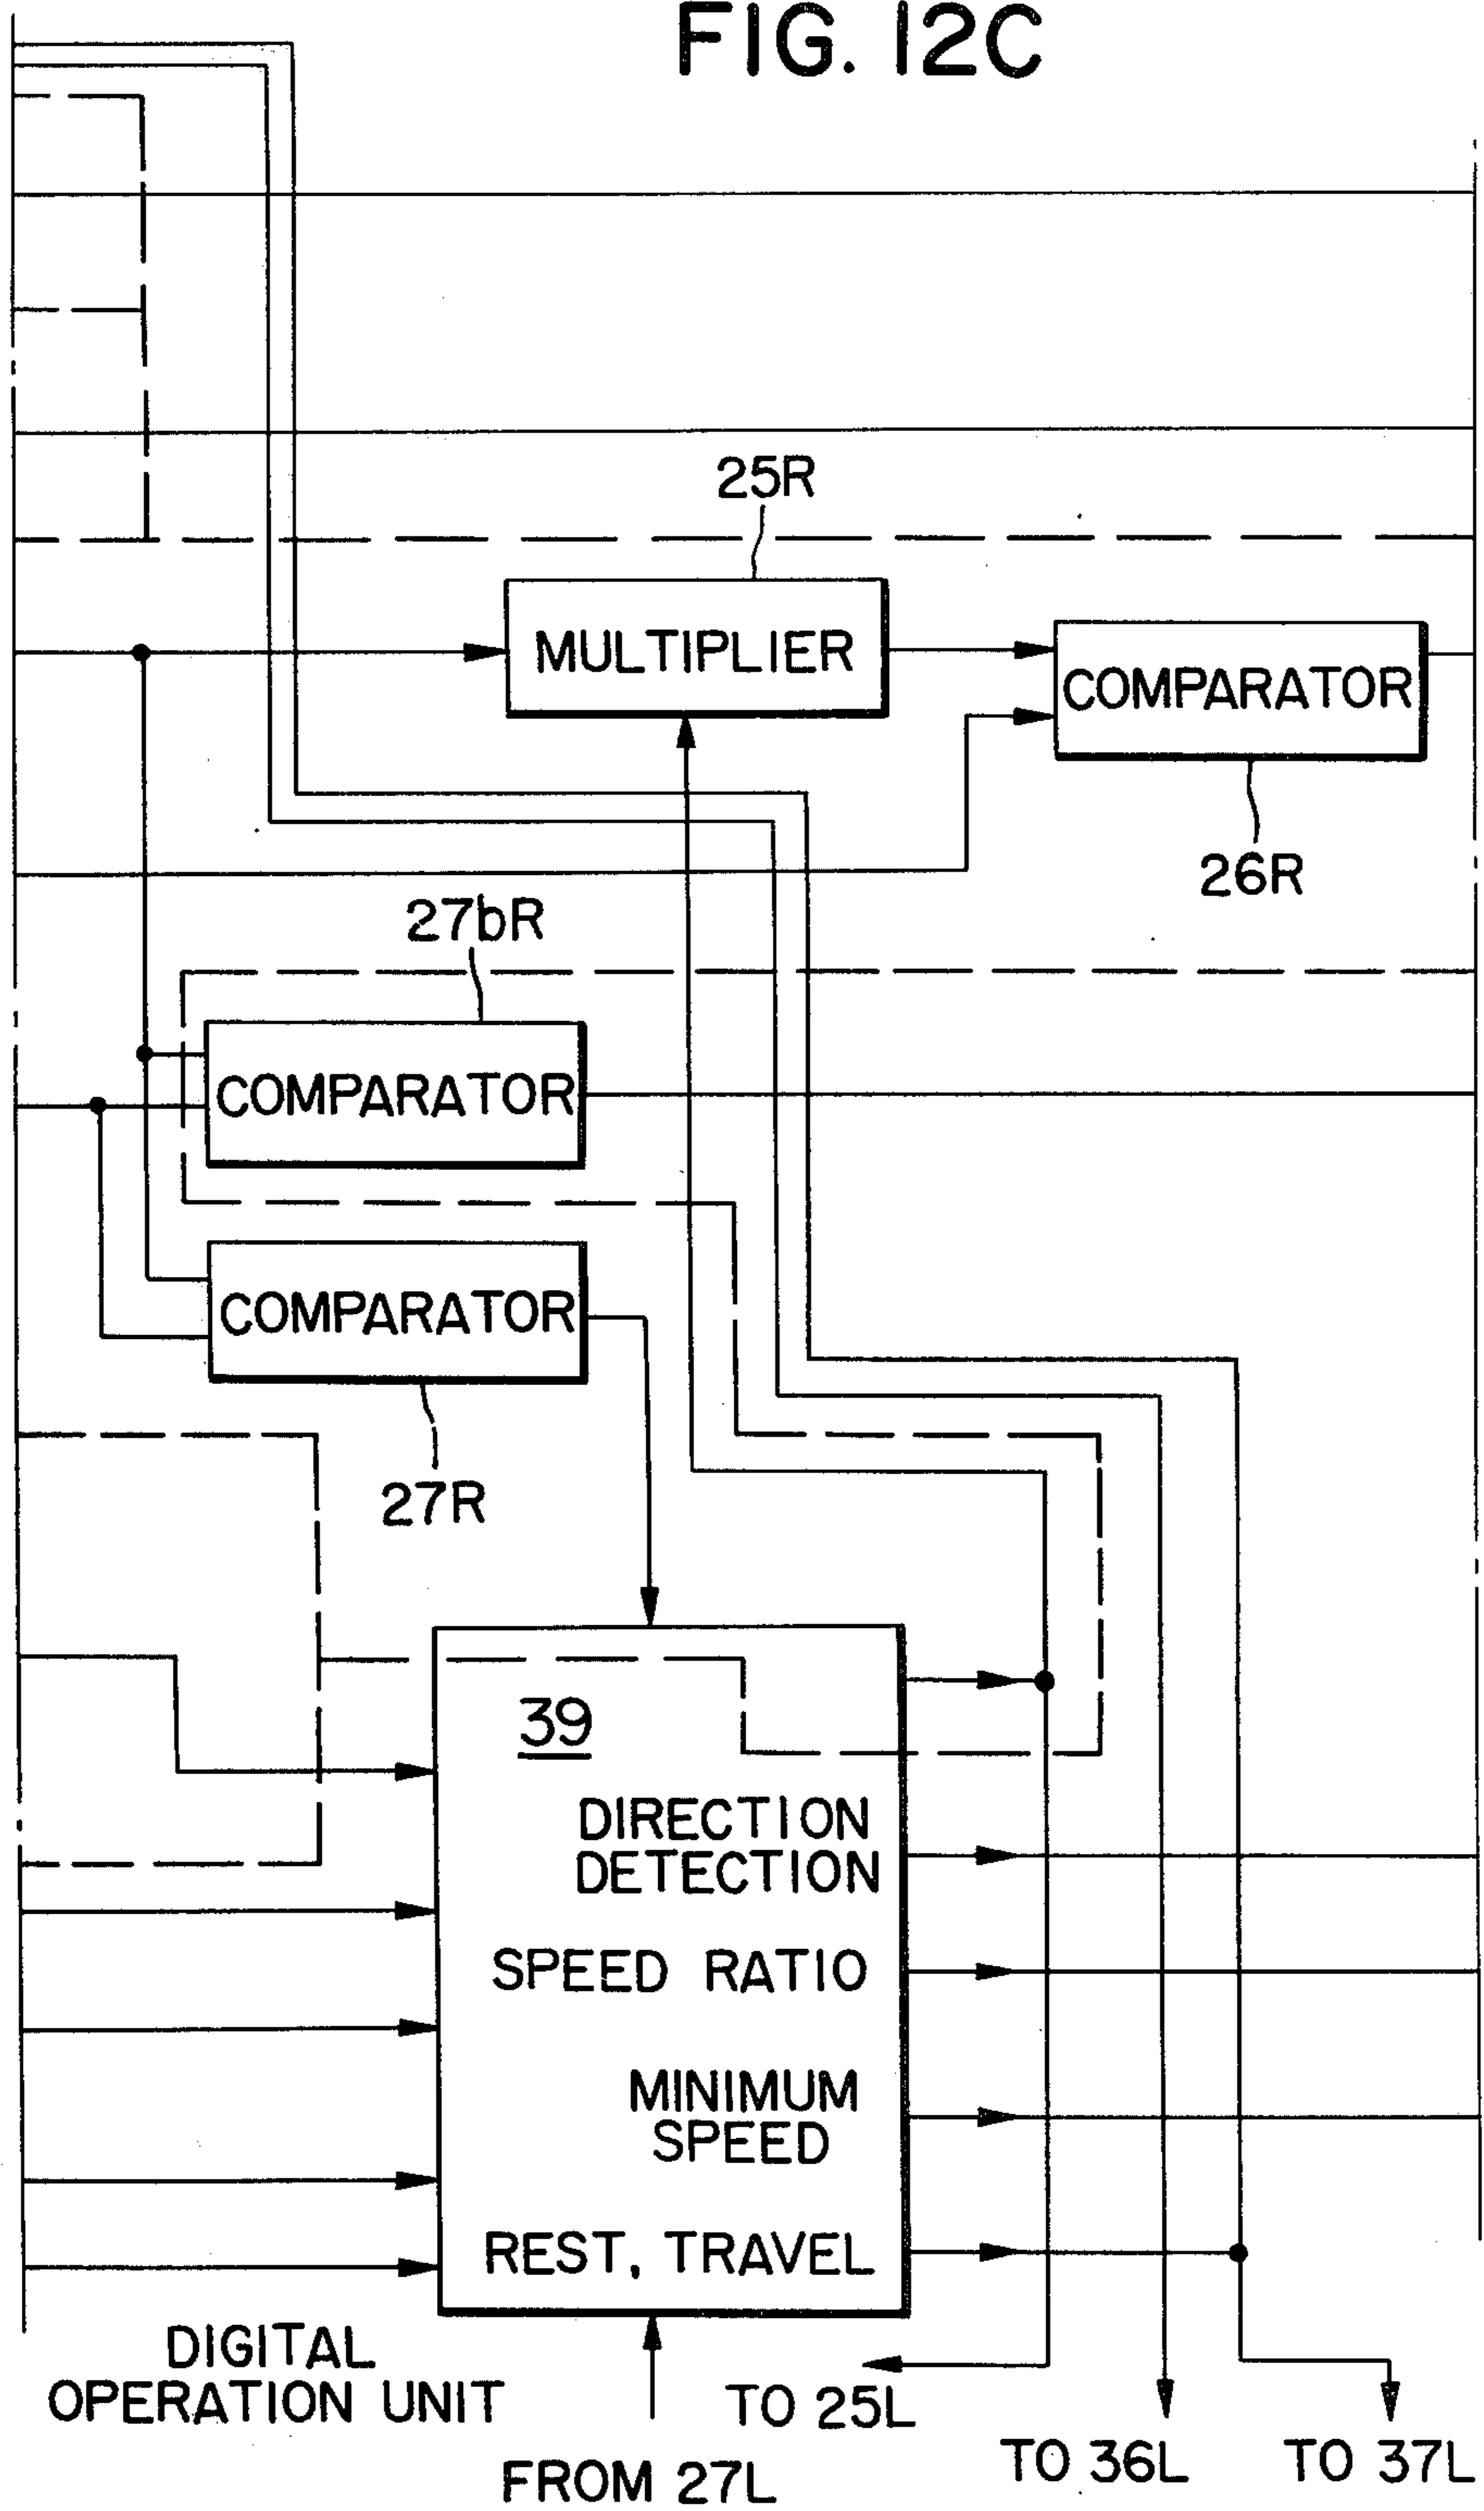 FIG. 12C
25R
MULTIPLIER
COMPARATOR
26R
27bR
COMPARATOR
COMPARATOR
27R
39
DIRECTION
DETECTION
SPEED RATIO
MINIMUM
SPEED
REST, TRAVEL
DIGITAL
OPERATION UNIT
FROM 27L
TO 25L
TO 36L
TO 37L